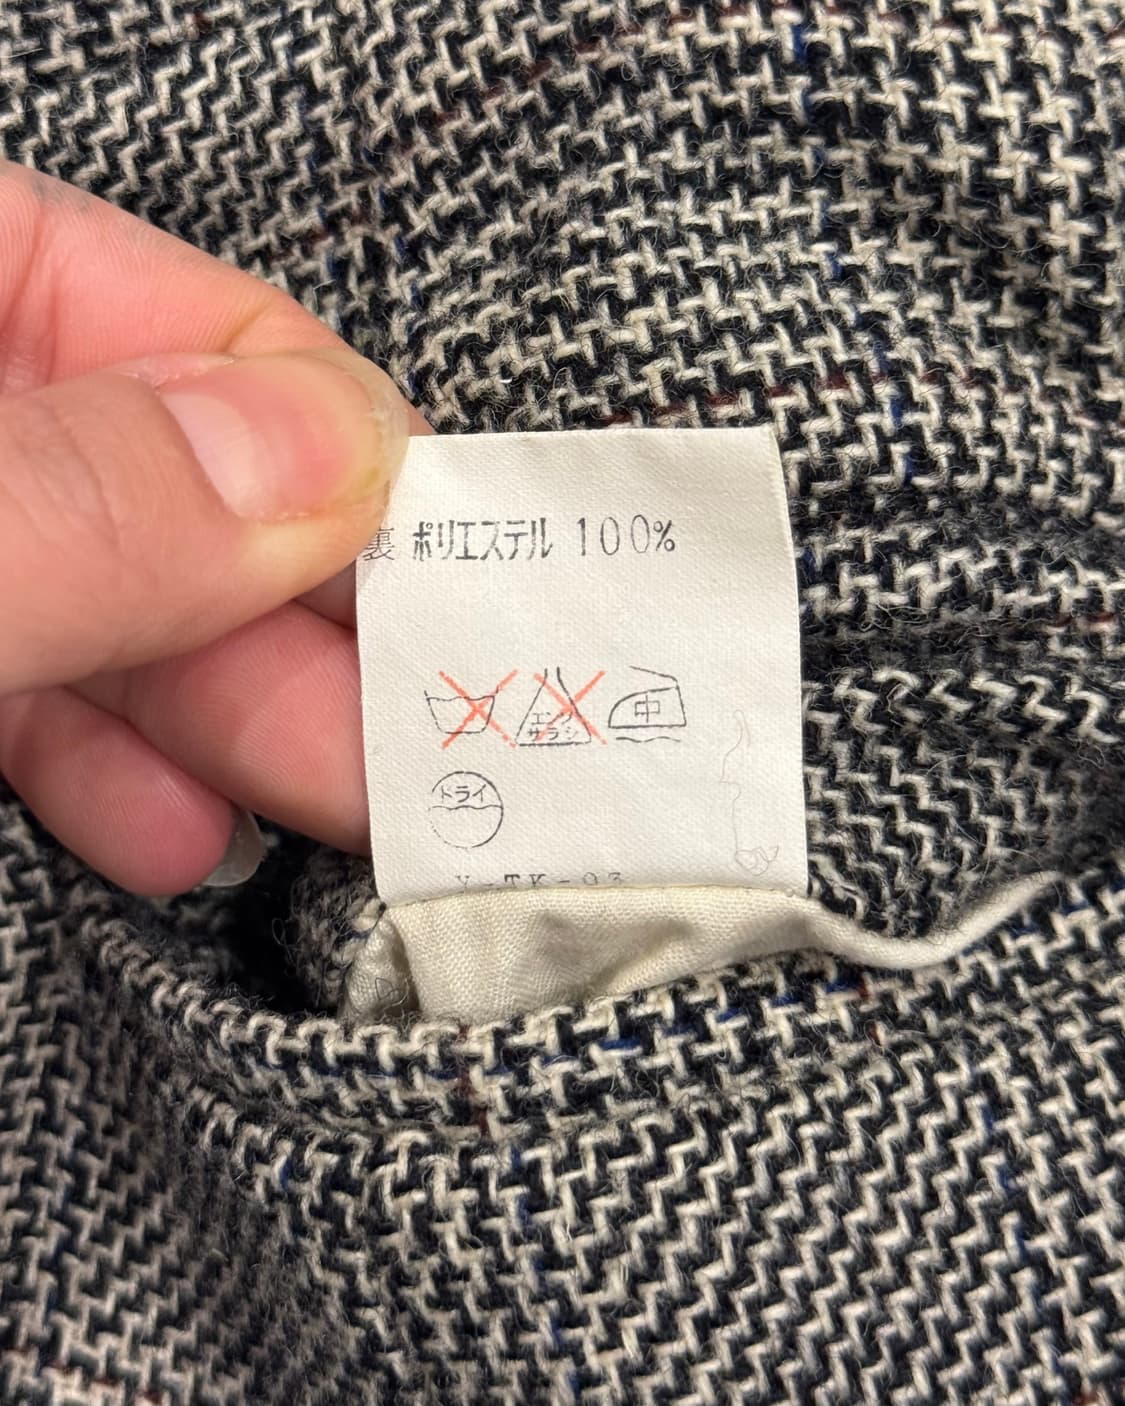 裏 ポリエステル 100%
エンソ
サラシ
中
ドライ